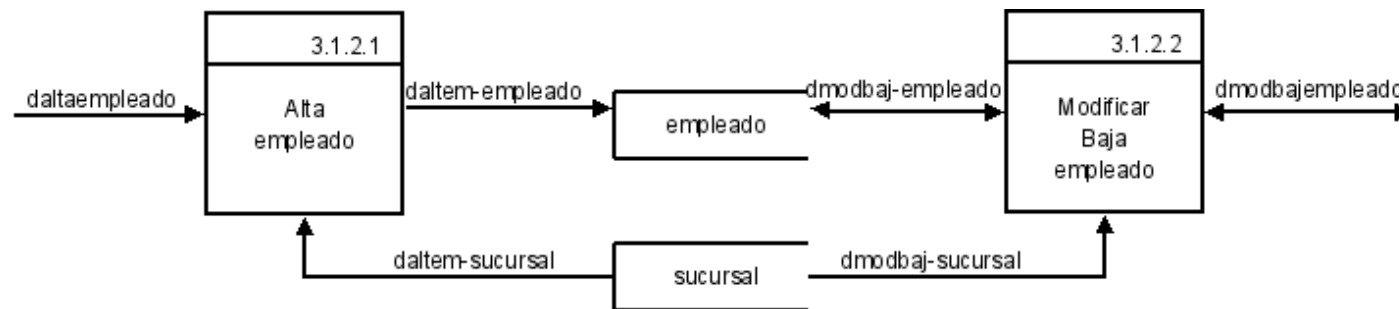 3.1.2.1
3.1.2.2
daltaempleado
Alta
empleado
daltem-empleado
empleado
dmodbaj-empleado
Modificar
Baja
empleado
dmodbajempleado
daltem-sucursal
sucursal
dmodbaj-sucursal